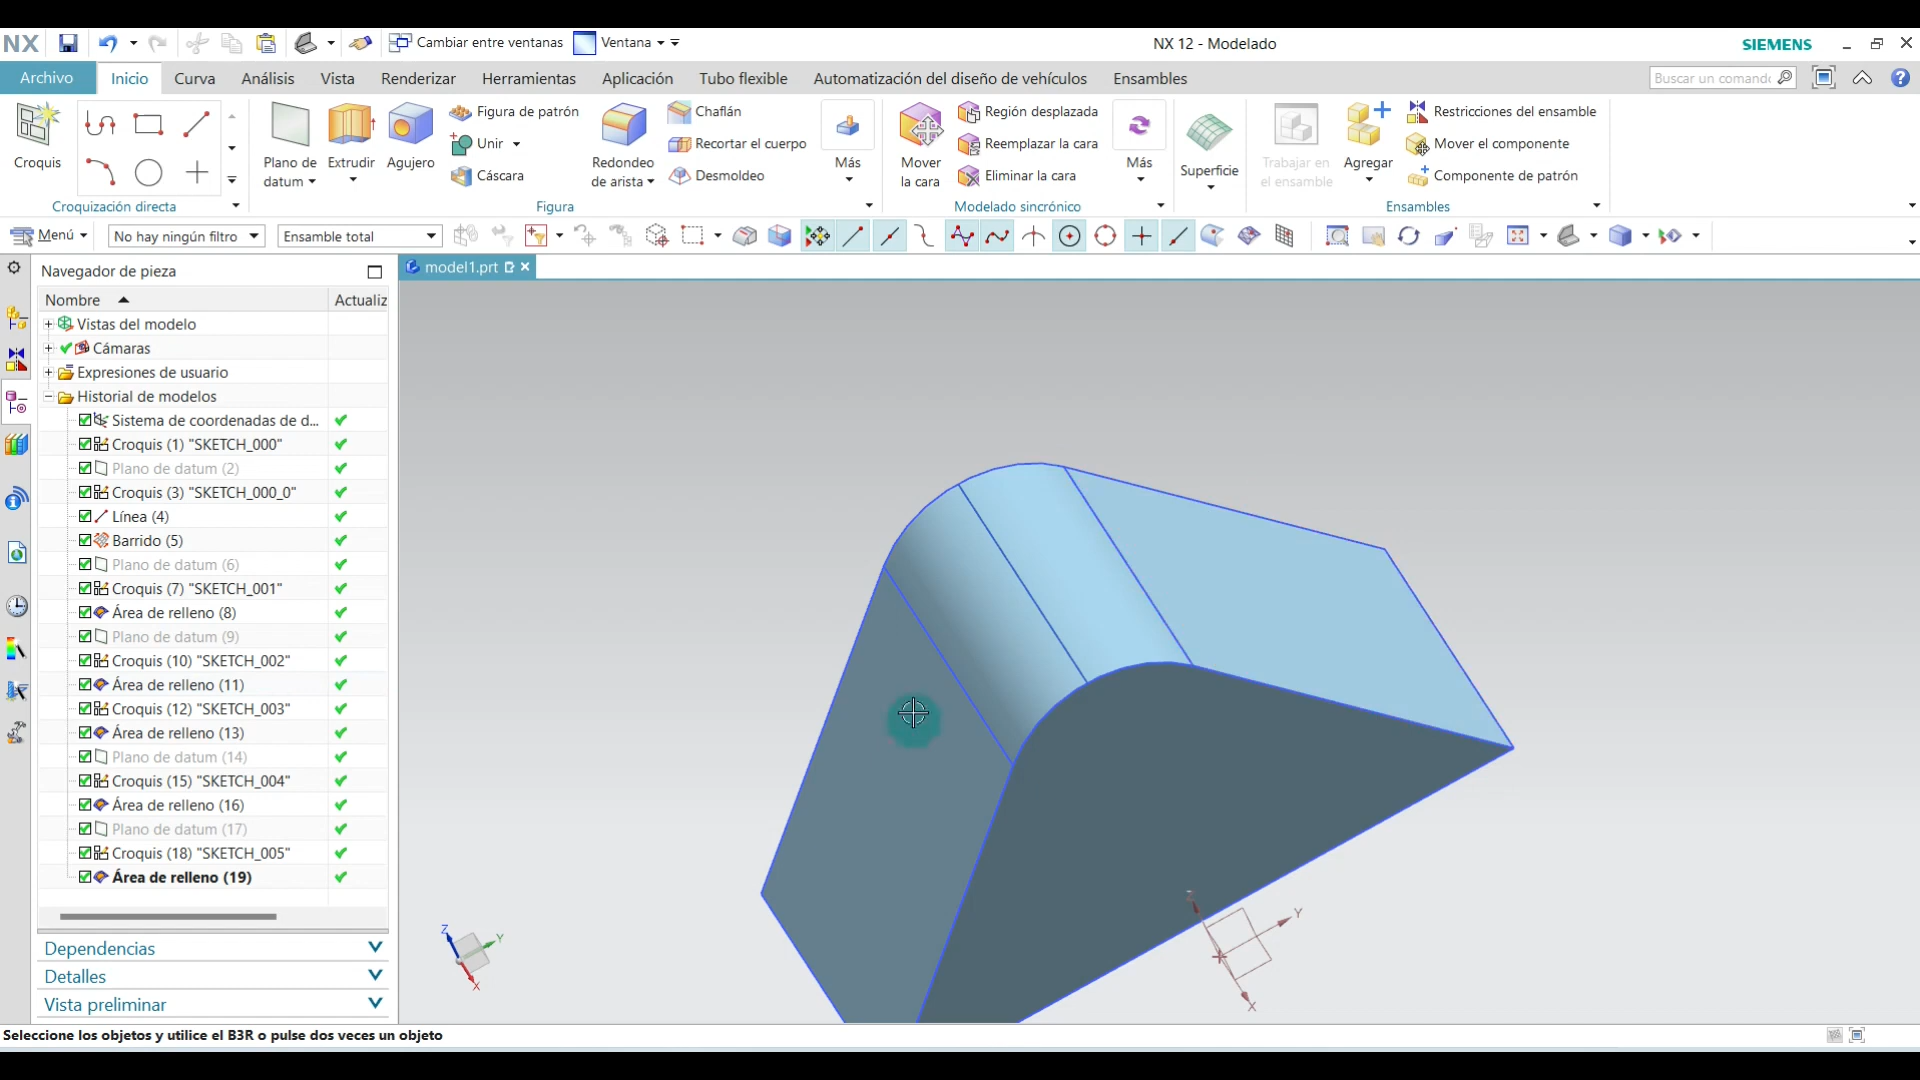 NX
Cambiar entre ventanas
Ventana
NX 12 - Modelado
SIEMENS
Archivo
Inicio
Curva
Análisis
Vista
Renderizar
Herramientas
Aplicación
Tubo flexible
Automatización del diseño de vehículos
Ensambles
Buscar un comando
Croquis
Plano de datum
Extrudir
Agujero
Figura de patrón
Unir
Cáscara
Redondeo de arista
Chaflán
Recortar el cuerpo
Desmoldeo
Más
Mover la cara
Región desplazada
Reemplazar la cara
Eliminar la cara
Más
Superficie
Trabajar en el ensamble
Agregar
Restricciones del ensamble
Mover el componente
Componente de patrón
Croquización directa
Figura
Modelado sincrónico
Ensambles
Menú
No hay ningún filtro
Ensamble total
Navegador de pieza
model1.prt
Nombre
Actualiz
Vistas del modelo
Cámaras
Expresiones de usuario
Historial de modelos
Sistema de coordenadas de d...
Croquis (1) "SKETCH_000"
Plano de datum (2)
Croquis (3) "SKETCH_000_0"
Línea (4)
Barrido (5)
Plano de datum (6)
Croquis (7) "SKETCH_001"
Área de relleno (8)
Plano de datum (9)
Croquis (10) "SKETCH_002"
Área de relleno (11)
Croquis (12) "SKETCH_003"
Área de relleno (13)
Plano de datum (14)
Croquis (15) "SKETCH_004"
Área de relleno (16)
Plano de datum (17)
Croquis (18) "SKETCH_005"
Área de relleno (19)
Z
Y
X
Z
Y
X
Dependencias
Detalles
Vista preliminar
Seleccione los objetos y utilice el B3R o pulse dos veces un objeto